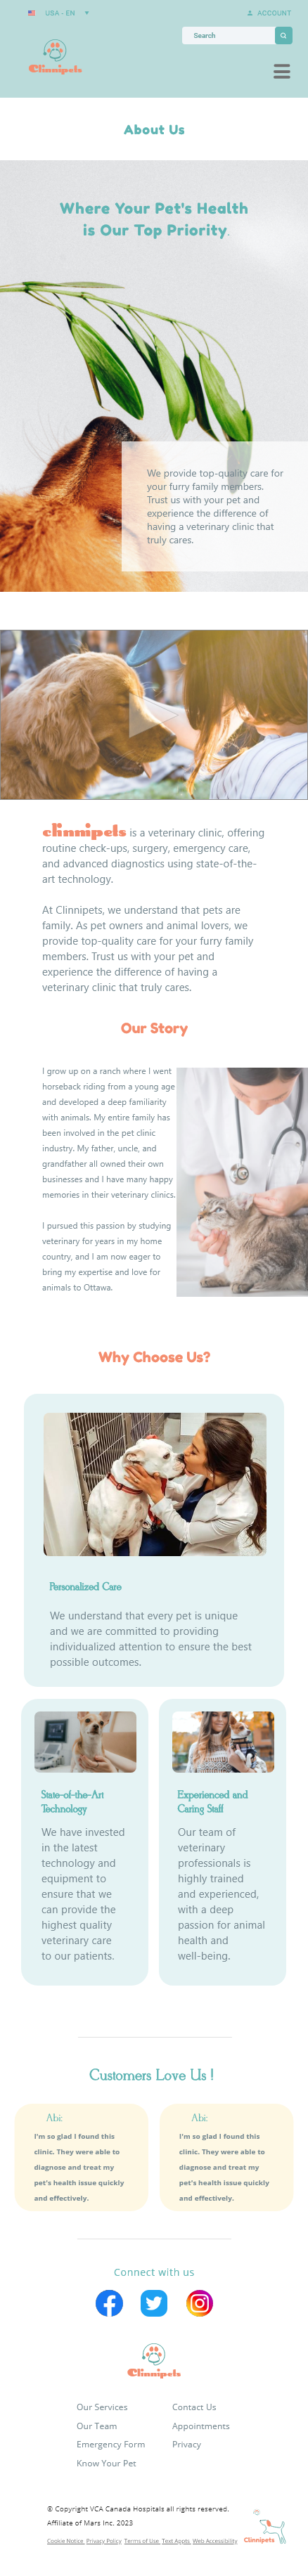 USA - EN
ACCOUNT
Search
Clinnipets
About Us
Where Your Pet's Health
is Our Top Priority.
We provide top-quality care for
your furry family members.
Trust us with your pet and
experience the difference of
having a veterinary clinic that
truly cares.
clinnipets is a veterinary clinic, offering
routine check-ups, surgery, emergency care,
and advanced diagnostics using state-of-the-
art technology.
At Clinnipets, we understand that pets are
family. As pet owners and animal lovers, we
provide top-quality care for your furry family
members. Trust us with your pet and
experience the difference of having a
veterinary clinic that truly cares.
Our Story
I grew up on a ranch where I went
horseback riding from a young age
and developed a deep familiarity
with animals. My entire family has
been involved in the pet clinic
industry. My father, uncle, and
grandfather all owned their own
businesses and I have many happy
memories in their veterinary clinics.
I pursued this passion by studying
veterinary for years in my home
country, and I am now eager to
bring my expertise and love for
animals to Ottawa.
Why Choose Us?
Personalized Care
We understand that every pet is unique
and we are committed to providing
individualized attention to ensure the best
possible outcomes.
State-of-the-Art
Technology
We have invested
in the latest
technology and
equipment to
ensure that we
can provide the
highest quality
veterinary care
to our patients.
Experienced and
Caring Staff
Our team of
veterinary
professionals is
highly trained
and experienced,
with a deep
passion for animal
health and
well-being.
Customers Love Us !
Abi:
I'm so glad I found this
clinic. They were able to
diagnose and treat my
pet's health issue quickly
and effectively.
Abi:
I'm so glad I found this
clinic. They were able to
diagnose and treat my
pet's health issue quickly
and effectively.
Connect with us
Clinnipets
Our Services
Our Team
Emergency Form
Know Your Pet
Contact Us
Appointments
Privacy
© Copyright VCA Canada Hospitals all rights reserved.
Affiliate of Mars Inc. 2023
Cookie Notice Privacy Policy Terms of Use Text Appts. Web Accessibility
Clinnipets